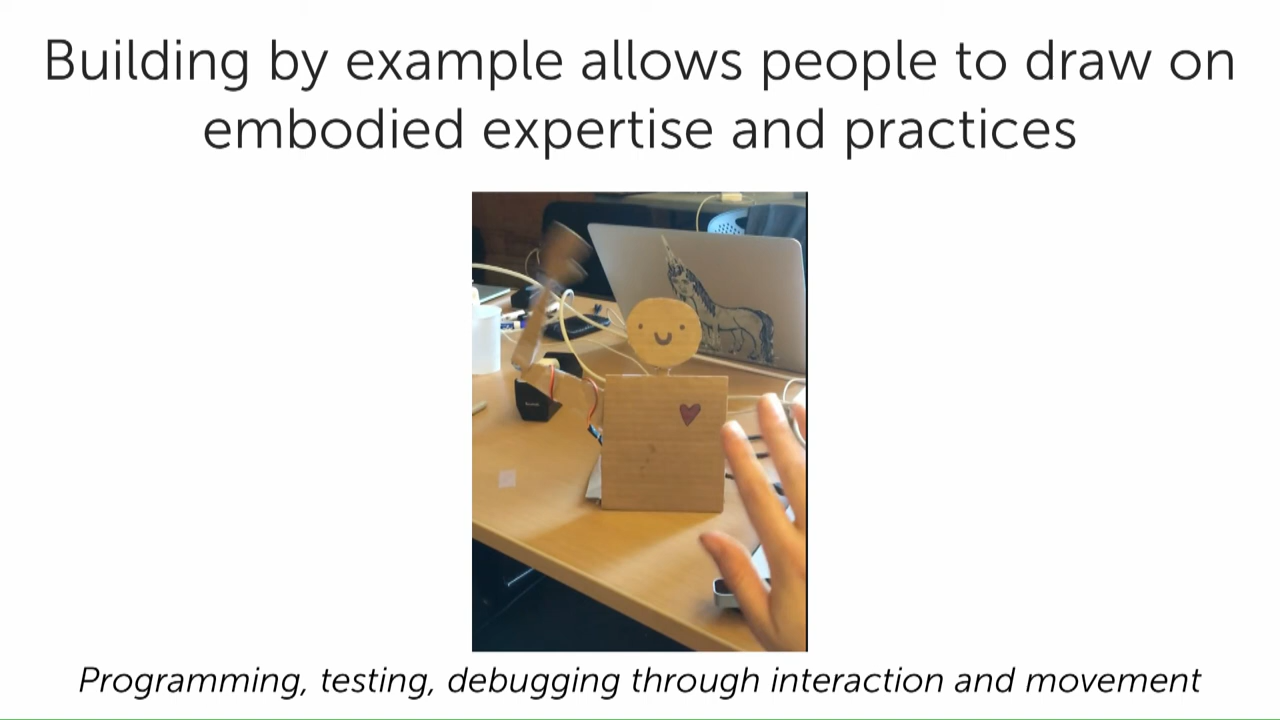 Building by example allows people to draw on
embodied expertise and practices
Programming, testing, debugging through interaction and movement